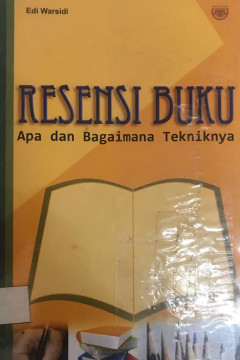 Edi Warsidi
RESENSI BUKU
Apa dan Bagaimana Tekniknya